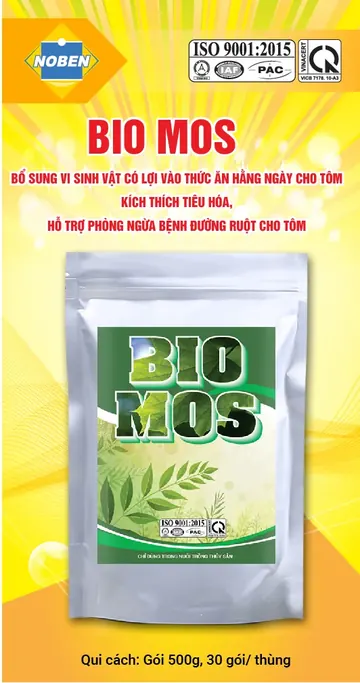 NOBEN
ISO 9001:2015
IAF
PAC
VINACERT
VICB 7178. 10-A3
BIO MOS
BỔ SUNG VI SINH VẬT CÓ LỢI VÀO THỨC ĂN HẰNG NGÀY CHO TÔM
KÍCH THÍCH TIÊU HÓA,
HỖ TRỢ PHÒNG NGỪA BỆNH ĐƯỜNG RUỘT CHO TÔM
BIO
MOS
ISO 9001:2015
PAC
CHỈ DÙNG TRONG NUÔI TRỒNG THỦY SẢN
Qui cách: Gói 500g, 30 gói/ thùng